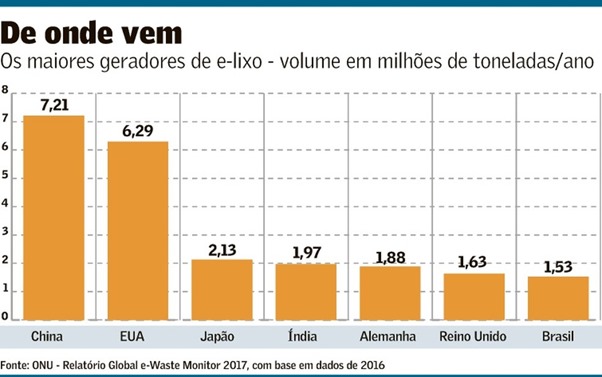 De onde vem
Os maiores geradores de e-lixo - volume em milhões de toneladas/ano
8
7
6
5
4
3
2
1
0
7,21
6,29
2,13
1,97
1,88
1,63
1,53
China
EUA
Japão
Índia
Alemanha
Reino Unido
Brasil
Fonte: ONU - Relatório Global e-Waste Monitor 2017, com base em dados de 2016